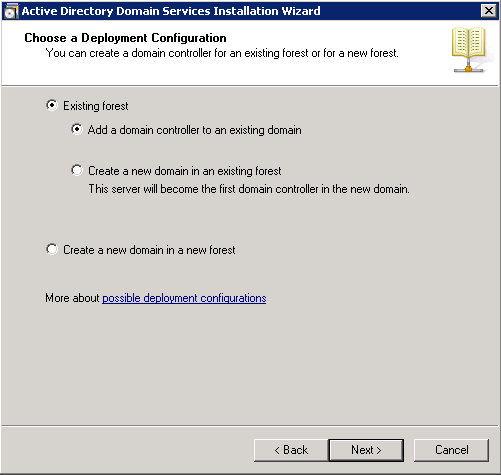 Active Directory Domain Services Installation Wizard
Choose a Deployment Configuration
You can create a domain controller for an existing forest or for a new forest.
Existing forest
Add a domain controller to an existing domain
Create a new domain in an existing forest
This server will become the first domain controller in the new domain.
Create a new domain in a new forest
More about possible deployment configurations
< Back Next > Cancel